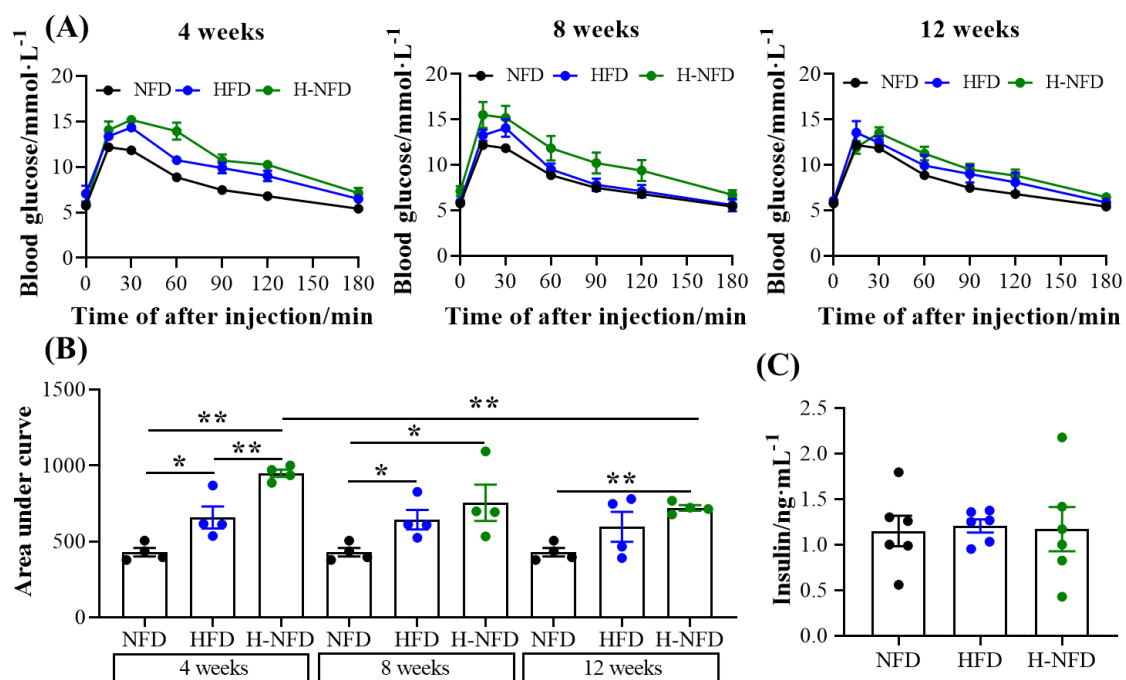 (A)
4 weeks
8 weeks
12 weeks
Blood glucose/mmol·L-1
20
15
10
5
0
NFD HFD H-NFD
0 30 60 90 120 150 180
Time of after injection/min
Blood glucose/mmol·L-1
20
15
10
5
0
NFD HFD H-NFD
0 30 60 90 120 150 180
Time of after injection/min
Blood glucose/mmol·L-1
20
15
10
5
0
NFD HFD H-NFD
0 30 60 90 120 150 180
Time of after injection/min
(B)
Area under curve
1500
1000
500
0
** * ** * * ** **
NFD HFD H-NFD NFD HFD H-NFD NFD HFD H-NFD
4 weeks 8 weeks 12 weeks
(C)
Insulin/ng·mL-1
2.5
2.0
1.5
1.0
0.5
0.0
NFD HFD H-NFD